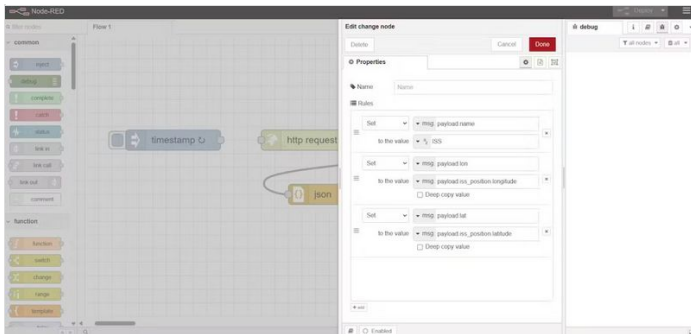 Node-RED
Deploy
filter nodes
Flow 1
Edit change node
debug
common
Delete
Cancel
Done
all nodes
all
inject
debug
complete
catch
status
link in
link call
link out
comment
Properties
Name
Name
Rules
Set
msg. payload.name
to the value
ISS
Set
msg. payload.lon
to the value
msg. payload.iss_position.longitude
Deep copy value
Set
msg. payload.lat
to the value
msg. payload.iss_position.latitude
Deep copy value
timestamp
http request
json
function
function
switch
change
range
template
add
Enabled